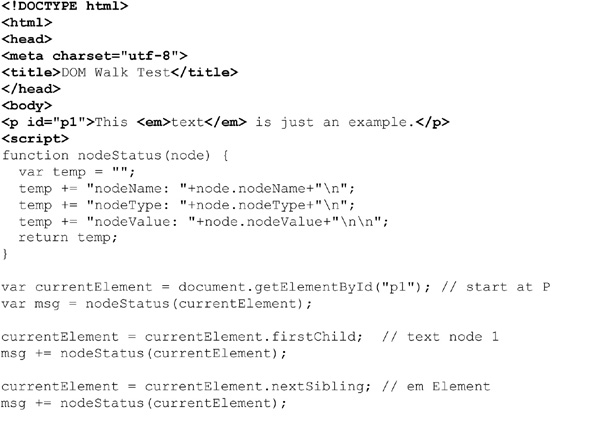 <!DOCTYPE html>
<html>
<head>
<meta charset="utf-8">
<title>DOM Walk Test</title>
</head>
<body>
<p id="p1">This <em>text</em> is just an example.</p>
<script>
function nodeStatus(node) {
  var temp = "";
  temp += "nodeName: "+node.nodeName+"\n";
  temp += "nodeType: "+node.nodeType+"\n";
  temp += "nodeValue: "+node.nodeValue+"\n\n";
  return temp;
}

var currentElement = document.getElementById("p1"); // start at P
var msg = nodeStatus(currentElement);

currentElement = currentElement.firstChild;  // text node 1
msg += nodeStatus(currentElement);

currentElement = currentElement.nextSibling; // em Element
msg += nodeStatus(currentElement);